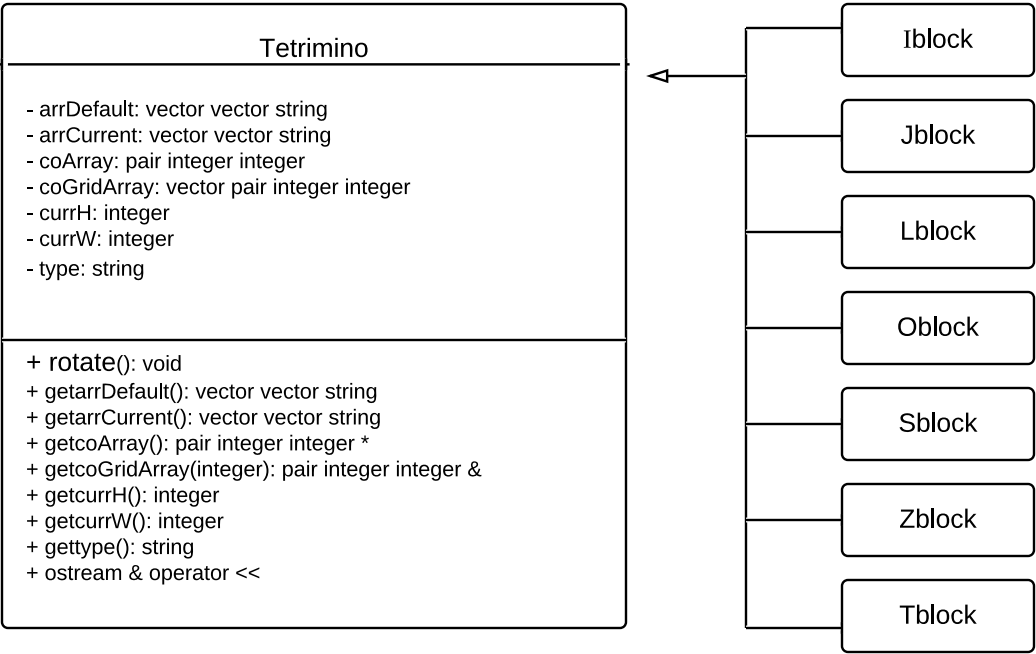 Tetrimino
- arrDefault: vector vector string
- arrCurrent: vector vector string
- coArray: pair integer integer
- coGridArray: vector pair integer integer
- currH: integer
- currW: integer
- type: string
+ rotate(): void
+ getarrDefault(): vector vector string
+ getarrCurrent(): vector vector string
+ getcoArray(): pair integer integer *
+ getcoGridArray(integer): pair integer integer &
+ getcurrH(): integer
+ getcurrW(): integer
+ gettype(): string
+ ostream & operator <<
Iblock
Jblock
Lblock
Oblock
Sblock
Zblock
Tblock